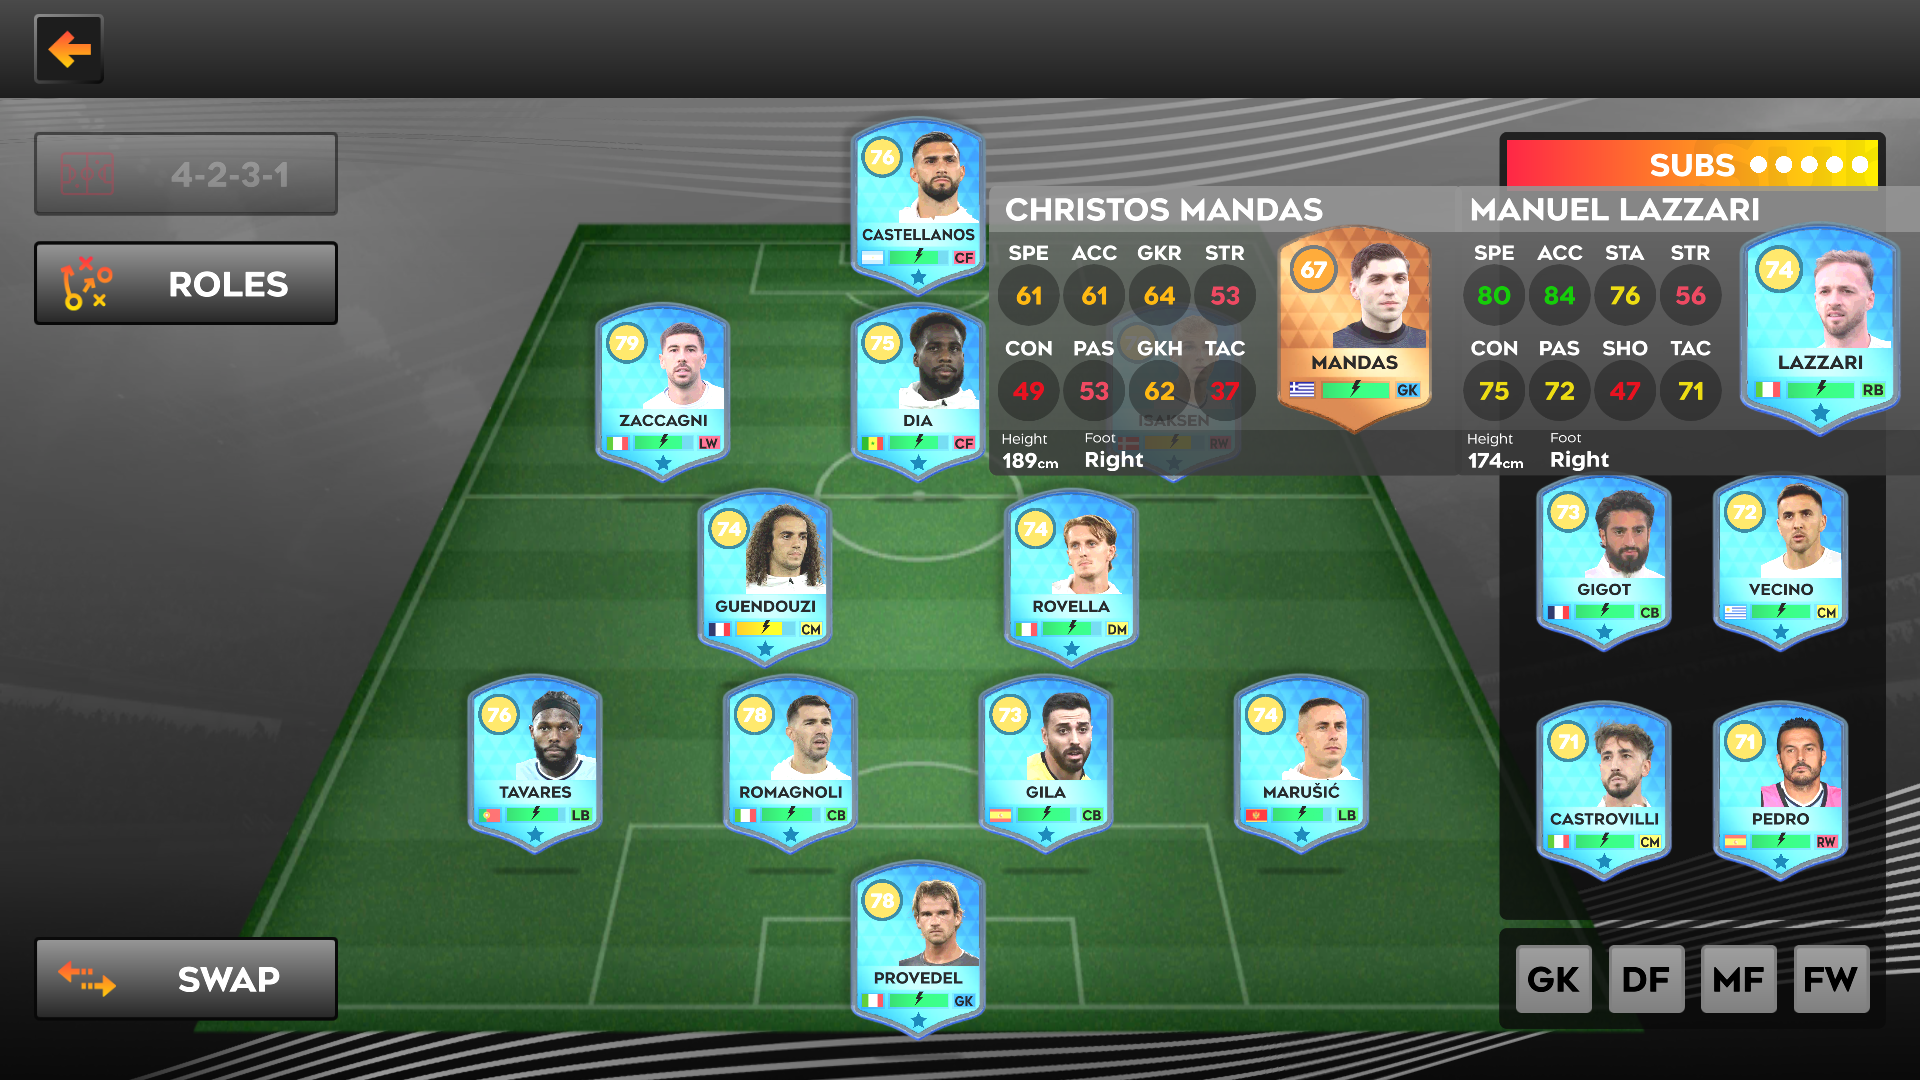 4-2-3-1
ROLES
SWAP
76
CASTELLANOS
CF
79
ZACCAGNI
LW
75
DIA
CF
ISAKSEN
RW
74
GUENDOUZI
CM
74
ROVELLA
DM
76
TAVARES
LB
78
ROMAGNOLI
CB
73
GILA
CB
74
MARUŠIĆ
LB
78
PROVEDEL
GK
CHRISTOS MANDAS
SPE ACC GKR STR
61 61 64 53
CON PAS GKH TAC
49 53 62 37
Height Foot
189cm Right
67
MANDAS
GK
SUBS
MANUEL LAZZARI
SPE ACC STA STR
80 84 76 56
CON PAS SHO TAC
75 72 47 71
Height Foot
174cm Right
74
LAZZARI
RB
73
GIGOT
CB
72
VECINO
CM
71
CASTROVILLI
CM
71
PEDRO
RW
GK DF MF FW